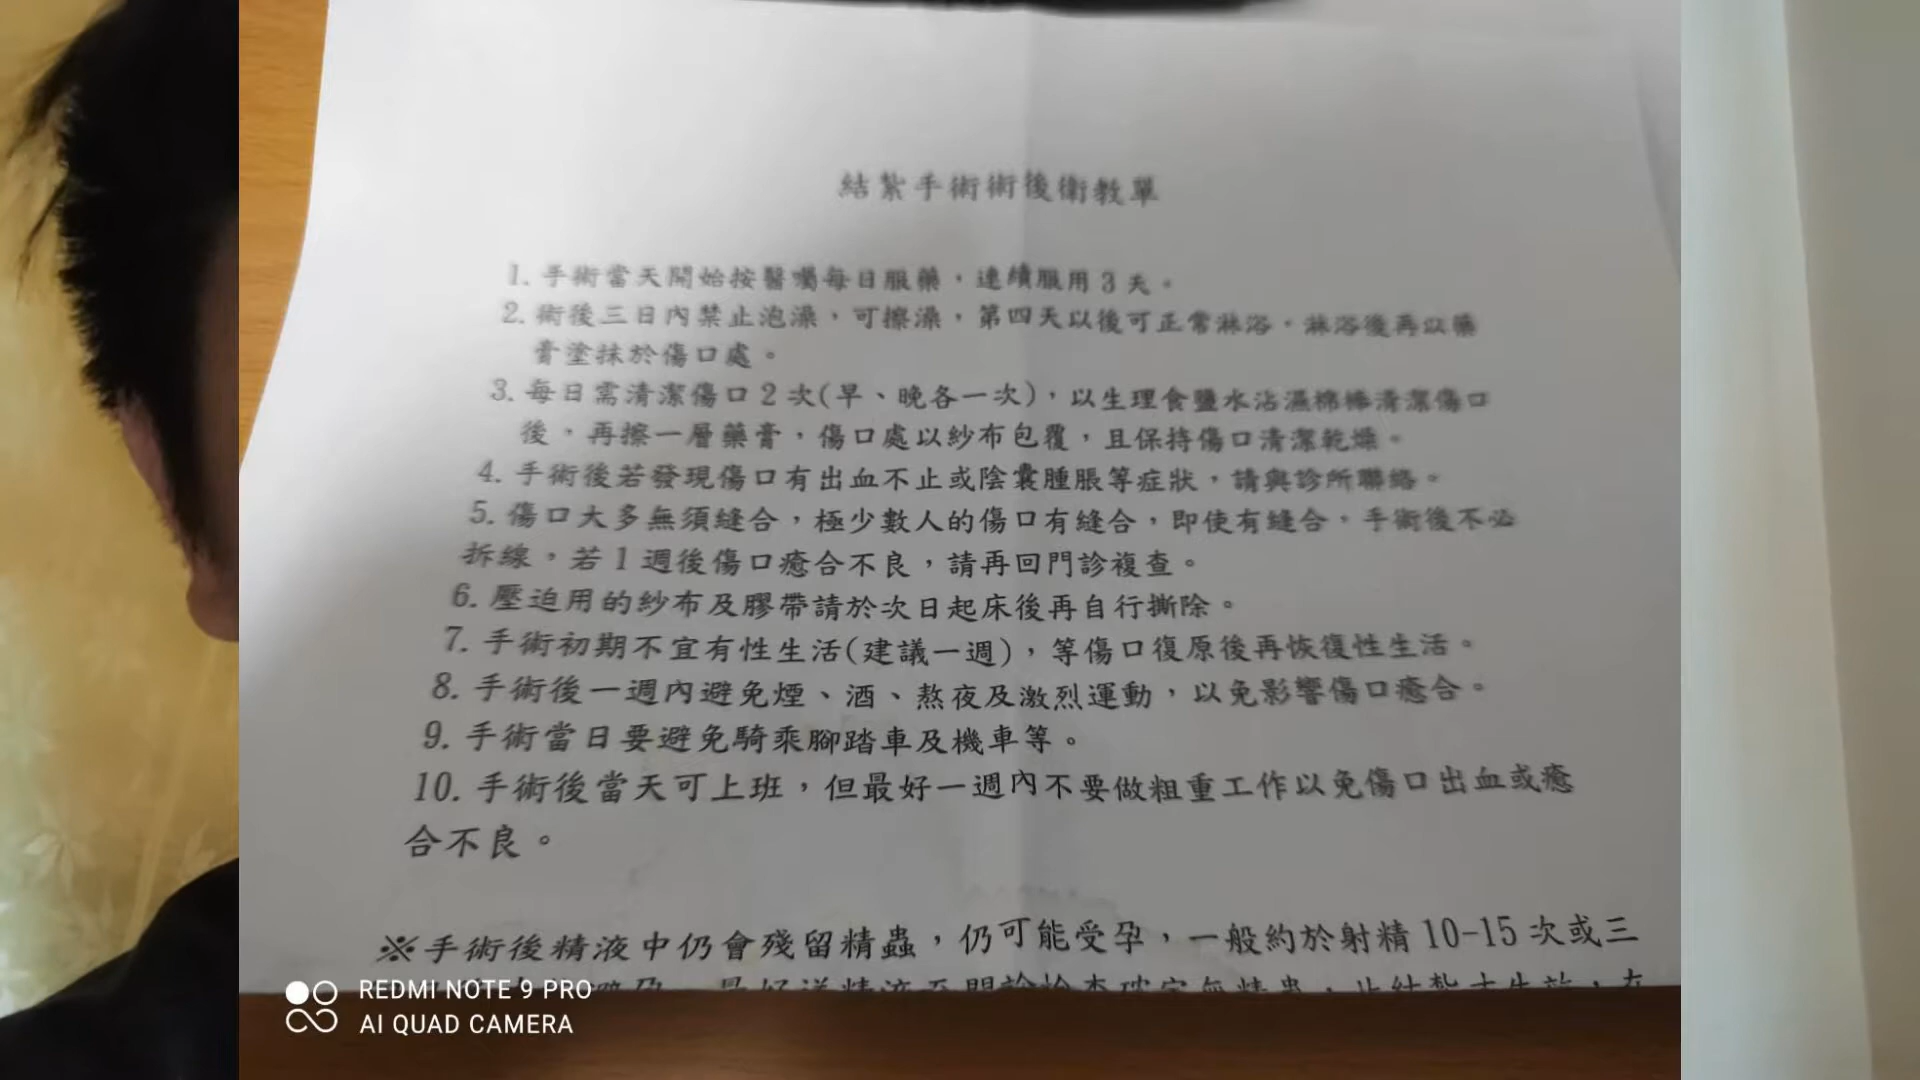 結紮手術術後衛教單
1. 手術當天開始按醫囑每日服藥，連續服用3天。
2. 術後三日內禁止泡澡，可擦澡，第四天以後可正常淋浴，淋浴後再以藥
膏塗抹於傷口處。
3. 每日需清潔傷口2次(早、晚各一次)，以生理食鹽水沾濕棉棒清潔傷口
後，再擦一層藥膏，傷口處以紗布包覆，且保持傷口清潔乾燥。
4. 手術後若發現傷口有出血不止或陰囊腫脹等症狀，請與診所聯絡。
5. 傷口大多無須縫合，極少數人的傷口有縫合，即使有縫合，手術後不必
拆線，若1週後傷口癒合不良，請再回門診複查。
6. 壓迫用的紗布及膠帶請於次日起床後再自行撕除。
7. 手術初期不宜有性生活(建議一週)，等傷口復原後再恢復性生活。
8. 手術後一週內避免煙、酒、熬夜及激烈運動，以免影響傷口癒合。
9. 手術當日要避免騎乘腳踏車及機車等。
10. 手術後當天可上班，但最好一週內不要做粗重工作以免傷口出血或癒
合不良。
※手術後精液中仍會殘留精蟲，仍可能受孕，一般約於射精10-15次或三
REDMI NOTE 9 PRO
AI QUAD CAMERA